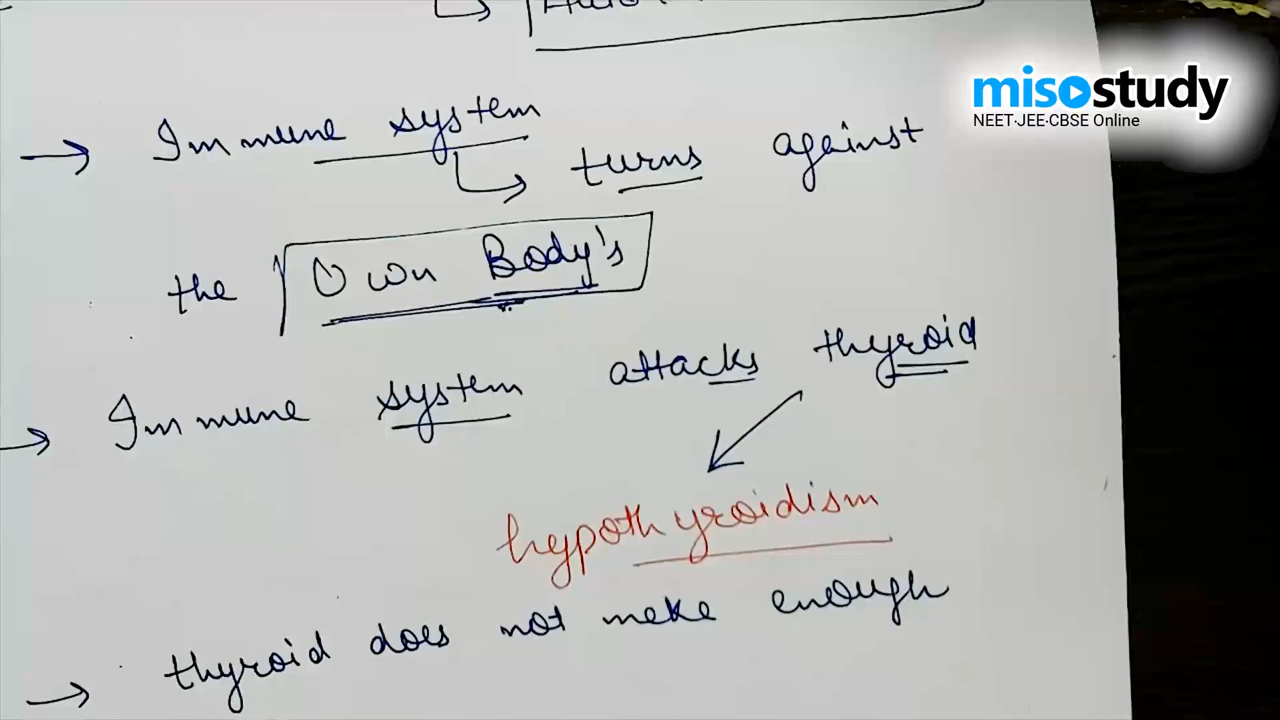 misostudy
NEET·JEE·CBSE Online
→ Immune system
↳ turns against
the Own Body's
→ Immune system attacks thyroid
hypothyroidism
→ thyroid does not make enough